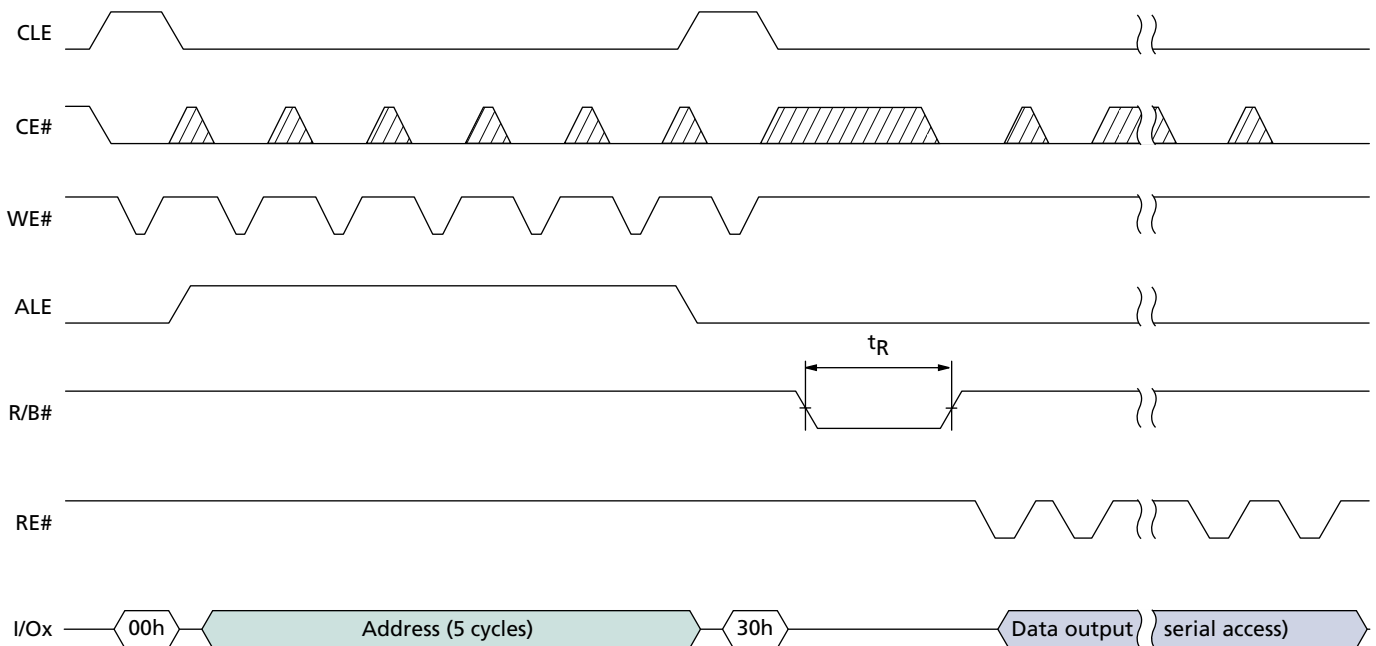 CLE
CE#
WE#
ALE
tR
R/B#
RE#
I/Ox
00h
Address (5 cycles)
30h
Data output
serial access)